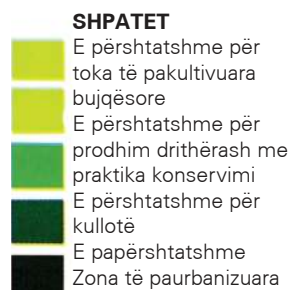 SHPATET
E përshtatshme për
toka të pakultivuara
bujqësore
E përshtatshme për
prodhim drithërash me
praktika konservimi
E përshtatshme për
kullotë
E papërshtatshme
Zona të paurbanizuara